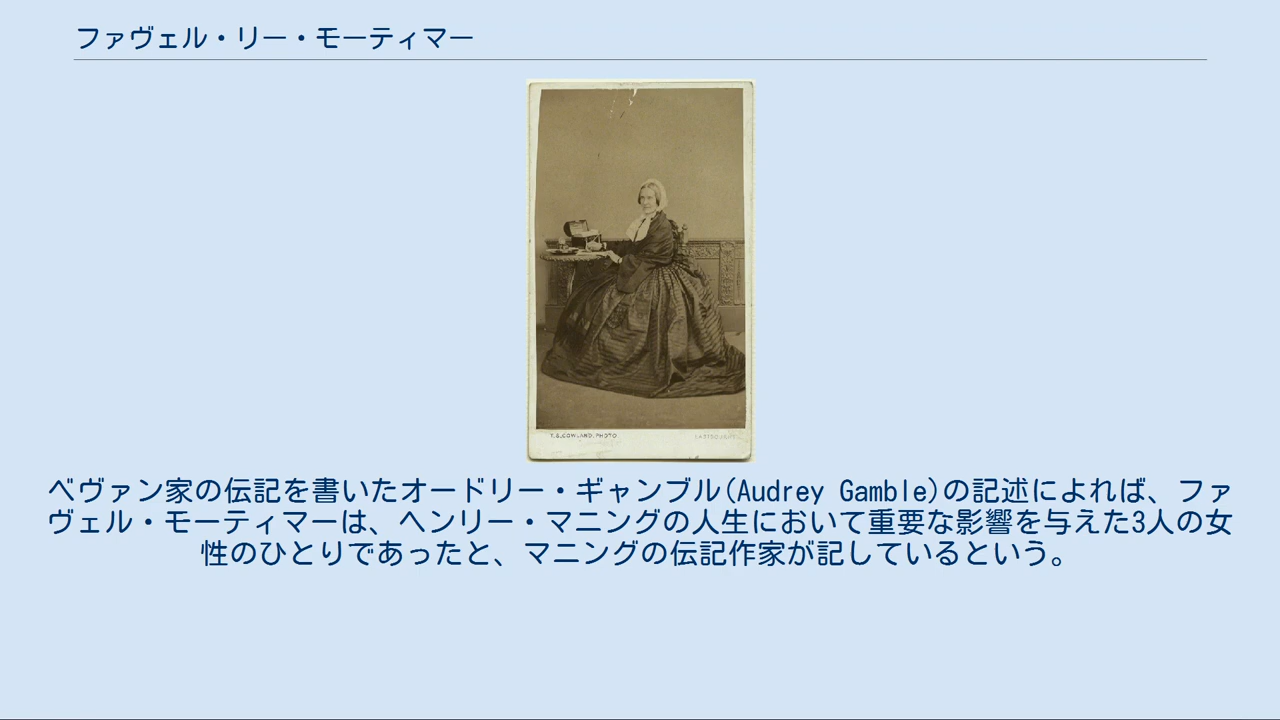 ファヴェル・リー・モーティマー
T.S.COWLARD.PHOTO
ベヴァン家の伝記を書いたオードリー・ギャンブル(Audrey Gamble)の記述によれば、ファ
ヴェル・モーティマーは、ヘンリー・マニングの人生において重要な影響を与えた3人の女
性のひとりであったと、マニングの伝記作家が記しているという。